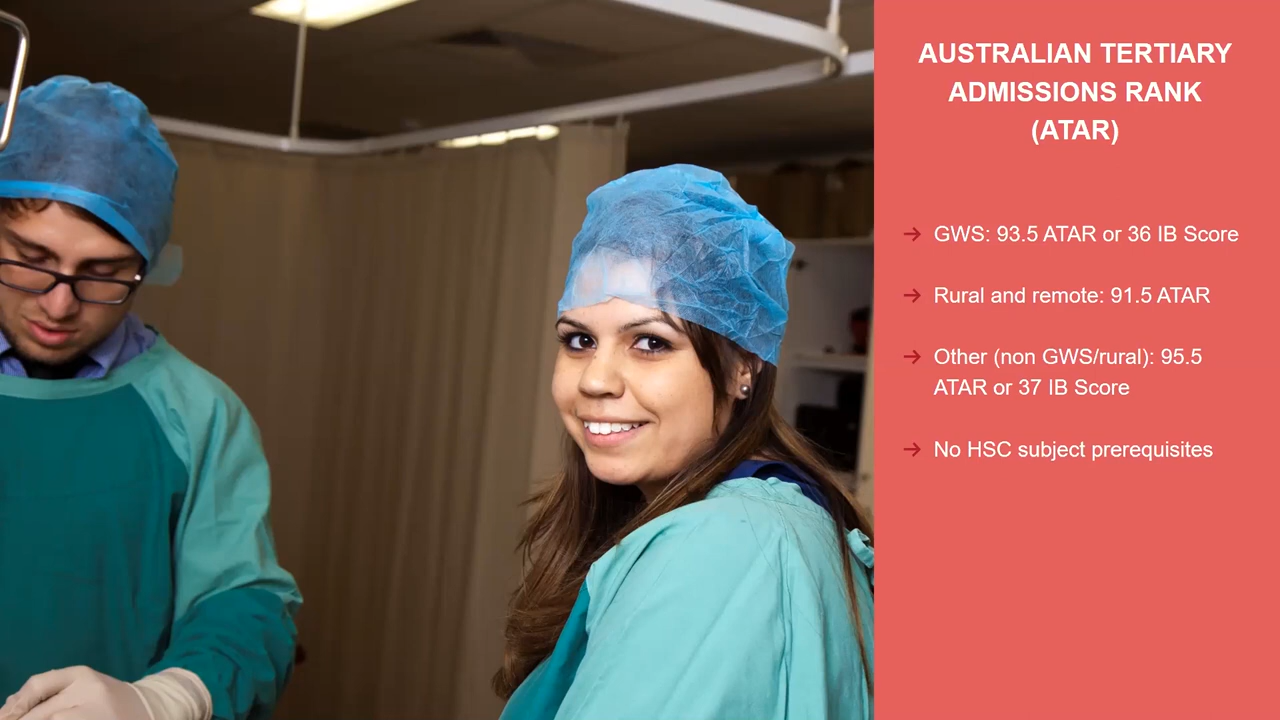 AUSTRALIAN TERTIARY
ADMISSIONS RANK
(ATAR)
→ GWS: 93.5 ATAR or 36 IB Score
→ Rural and remote: 91.5 ATAR
→ Other (non GWS/rural): 95.5
ATAR or 37 IB Score
→ No HSC subject prerequisites